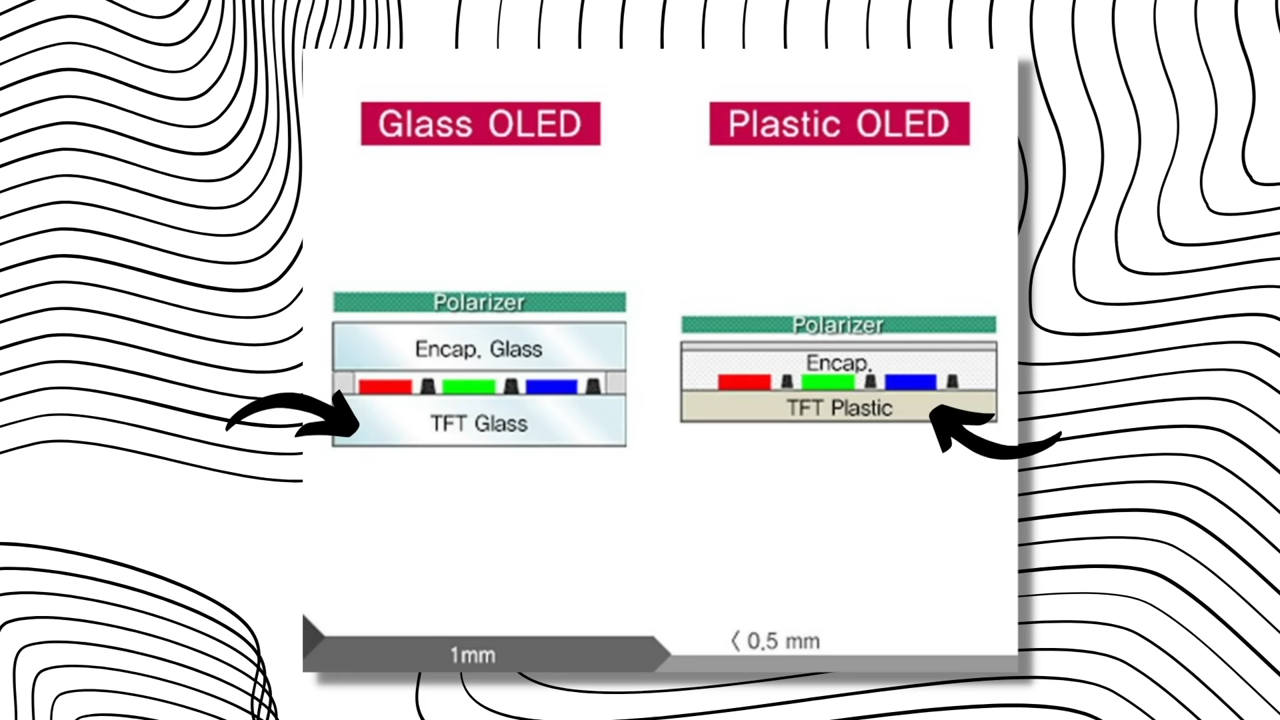 Glass OLED
Plastic OLED
Polarizer
Encap. Glass
TFT Glass
Polarizer
Encap.
TFT Plastic
1mm
< 0.5 mm